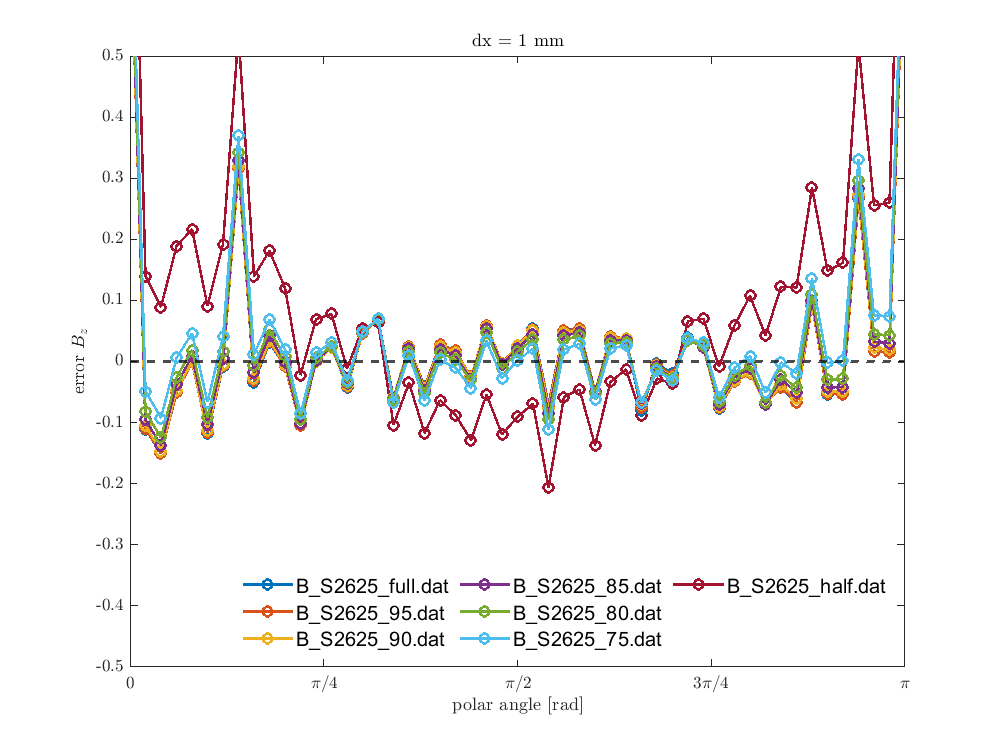 dx = 1 mm
0.5
0.4
0.3
0.2
0.1
0
-0.1
-0.2
-0.3
-0.4
-0.5
error B_z
B_S2625_full.dat
B_S2625_95.dat
B_S2625_90.dat
B_S2625_85.dat
B_S2625_80.dat
B_S2625_75.dat
B_S2625_half.dat
0 π/4 π/2 3π/4 π
polar angle [rad]